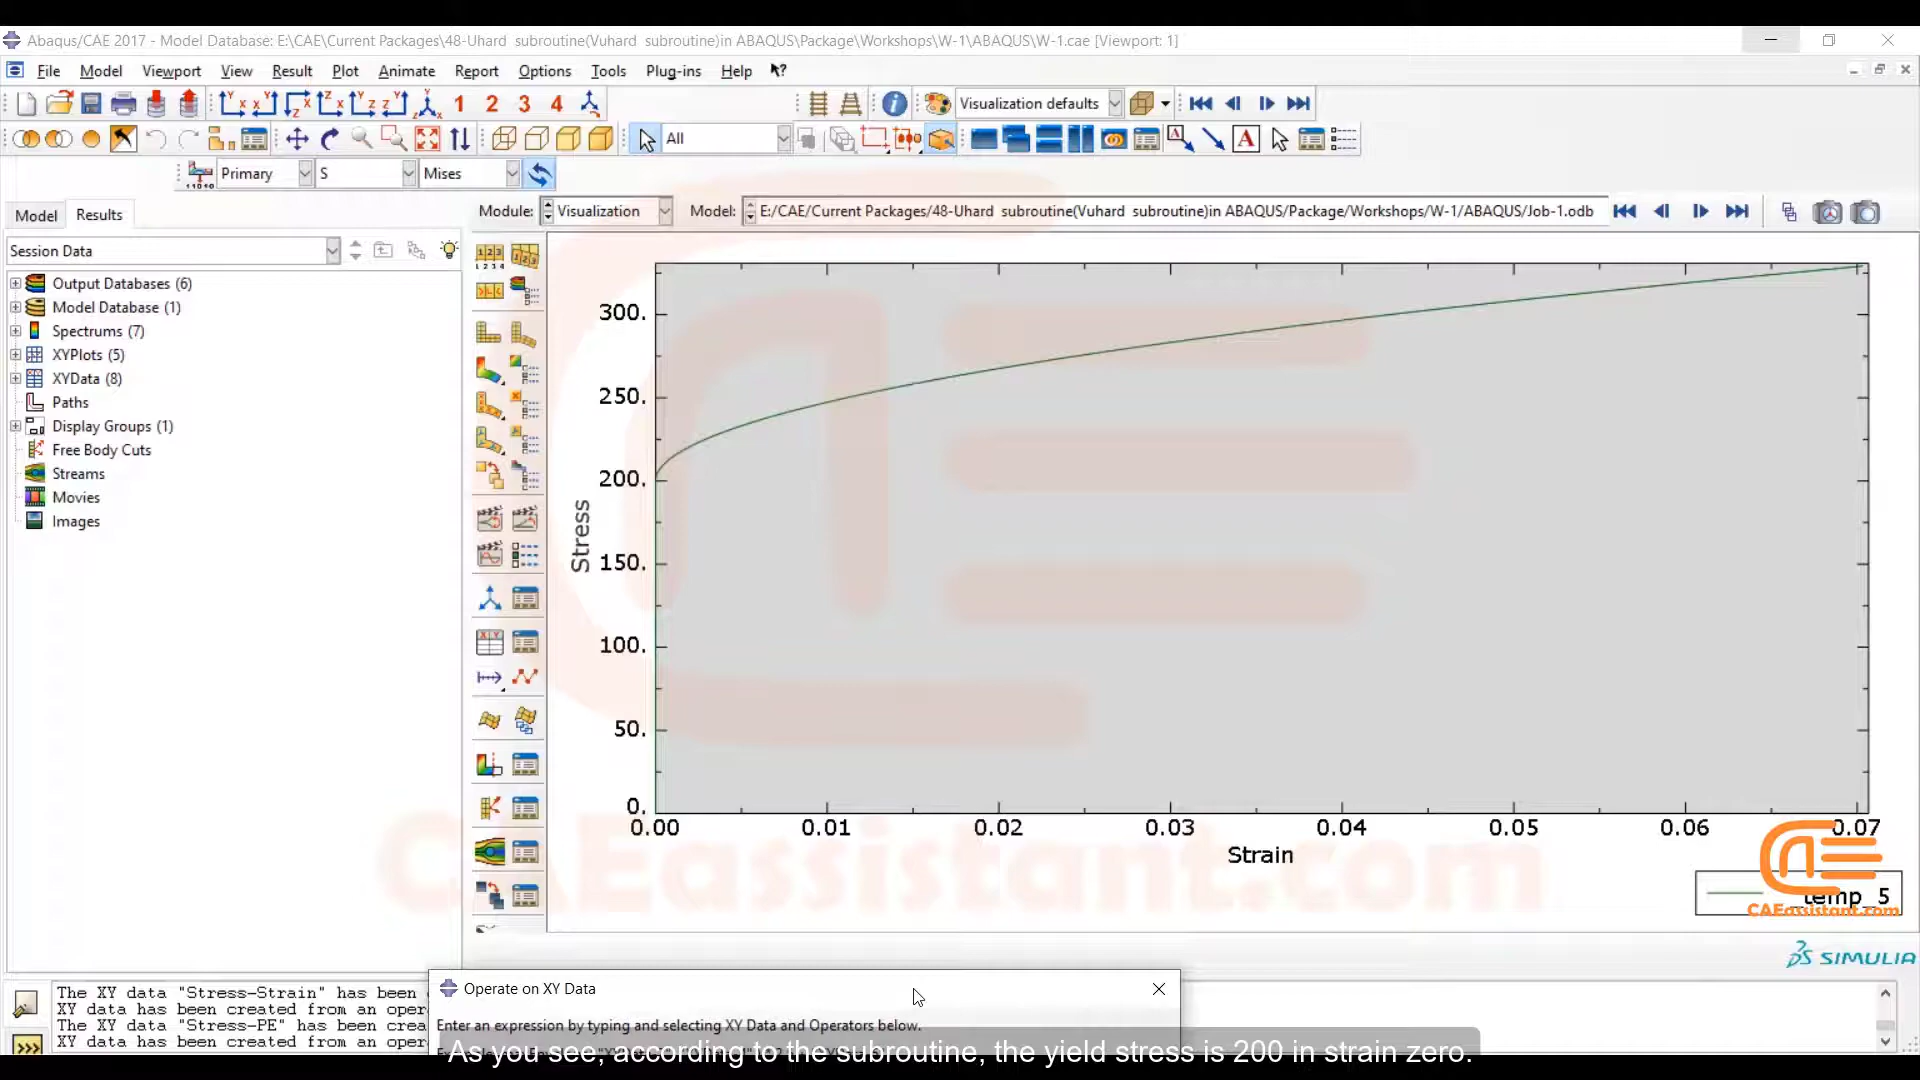 Abaqus/CAE 2017 - Model Database: E:\CAE\Current Packages\48-Uhard subroutine(Vuhard subroutine)in ABAQUS\Package\Workshops\W-1\ABAQUS\W-1.cae [Viewport: 1]
File Model Viewport View Result Plot Animate Report Options Tools Plug-ins Help
1 2 3 4
Visualization defaults
All
Primary S Mises
Model Results
Module: Visualization Model: E:/CAE/Current Packages/48-Uhard subroutine(Vuhard subroutine)in ABAQUS/Package/Workshops/W-1/ABAQUS/Job-1.odb
Session Data
Output Databases (6)
Model Database (1)
Spectrums (7)
XYPlots (5)
XYData (8)
Paths
Display Groups (1)
Free Body Cuts
Streams
Movies
Images
300.
250.
200.
150.
100.
50.
0.
Stress
0.00 0.01 0.02 0.03 0.04 0.05 0.06 0.07
Strain
temp_5
CAEassistant.com
CAEassistant.com
SIMULIA
The XY data "Stress-Strain" has been
XY data has been created from an oper
The XY data "Stress-PE" has been crea
XY data has been created from an oper
Operate on XY Data
Enter an expression by typing and selecting XY Data and Operators below.
As you see, according to the subroutine, the yield stress is 200 in strain zero.